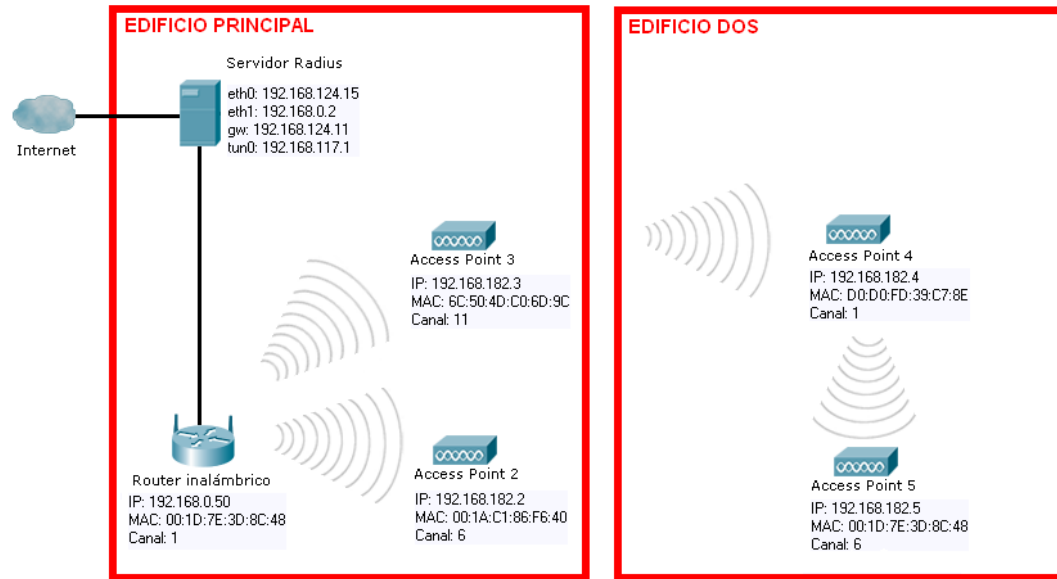 EDIFICIO PRINCIPAL
Servidor Radius
eth0: 192.168.124.15
eth1: 192.168.0.2
gw: 192.168.124.11
tun0: 192.168.117.1
Internet
Access Point 3
IP: 192.168.182.3
MAC: 6C:50:4D:C0:6D:9C
Canal: 11
Router inalámbrico
IP: 192.168.0.50
MAC: 00:1D:7E:3D:8C:48
Canal: 1
Access Point 2
IP: 192.168.182.2
MAC: 00:1A:C1:86:F6:40
Canal: 6
EDIFICIO DOS
Access Point 4
IP: 192.168.182.4
MAC: D0:D0:FD:39:C7:8E
Canal: 1
Access Point 5
IP: 192.168.182.5
MAC: 00:1D:7E:3D:8C:48
Canal: 6